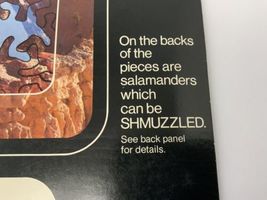 On the backs
of the
pieces are
salamanders
which
can be
SHMUZZLED.
See back panel
for details.